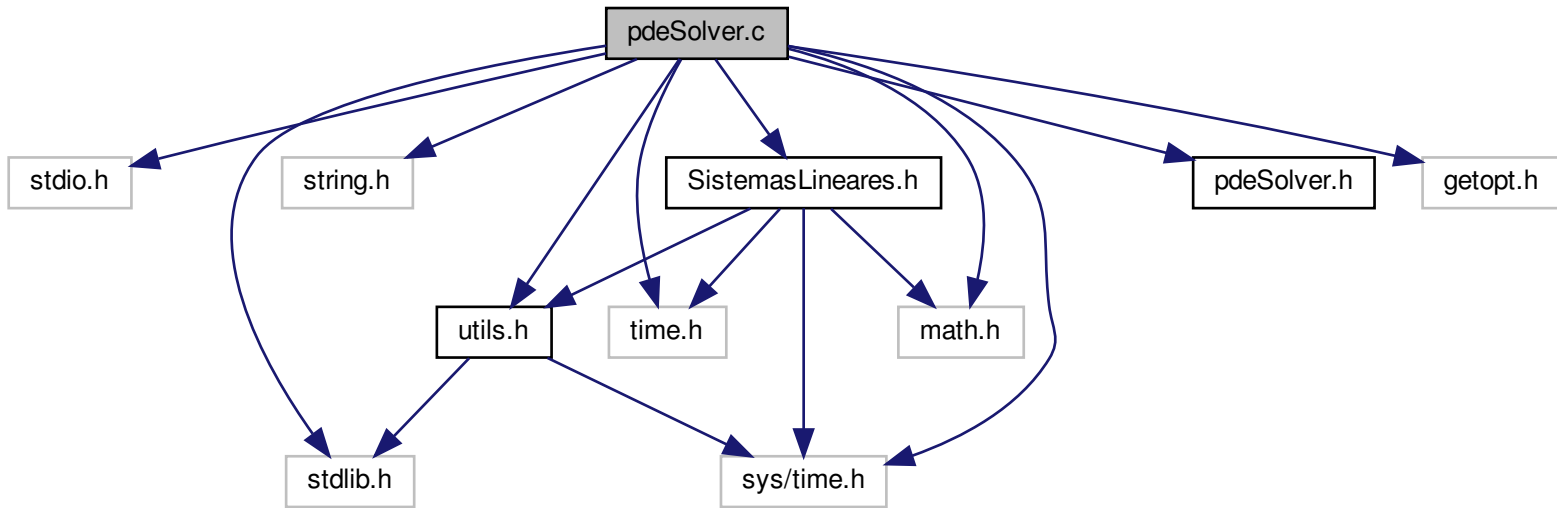 pdeSolver.c
stdio.h
string.h
SistemasLineares.h
pdeSolver.h
getopt.h
utils.h
time.h
math.h
stdlib.h
sys/time.h